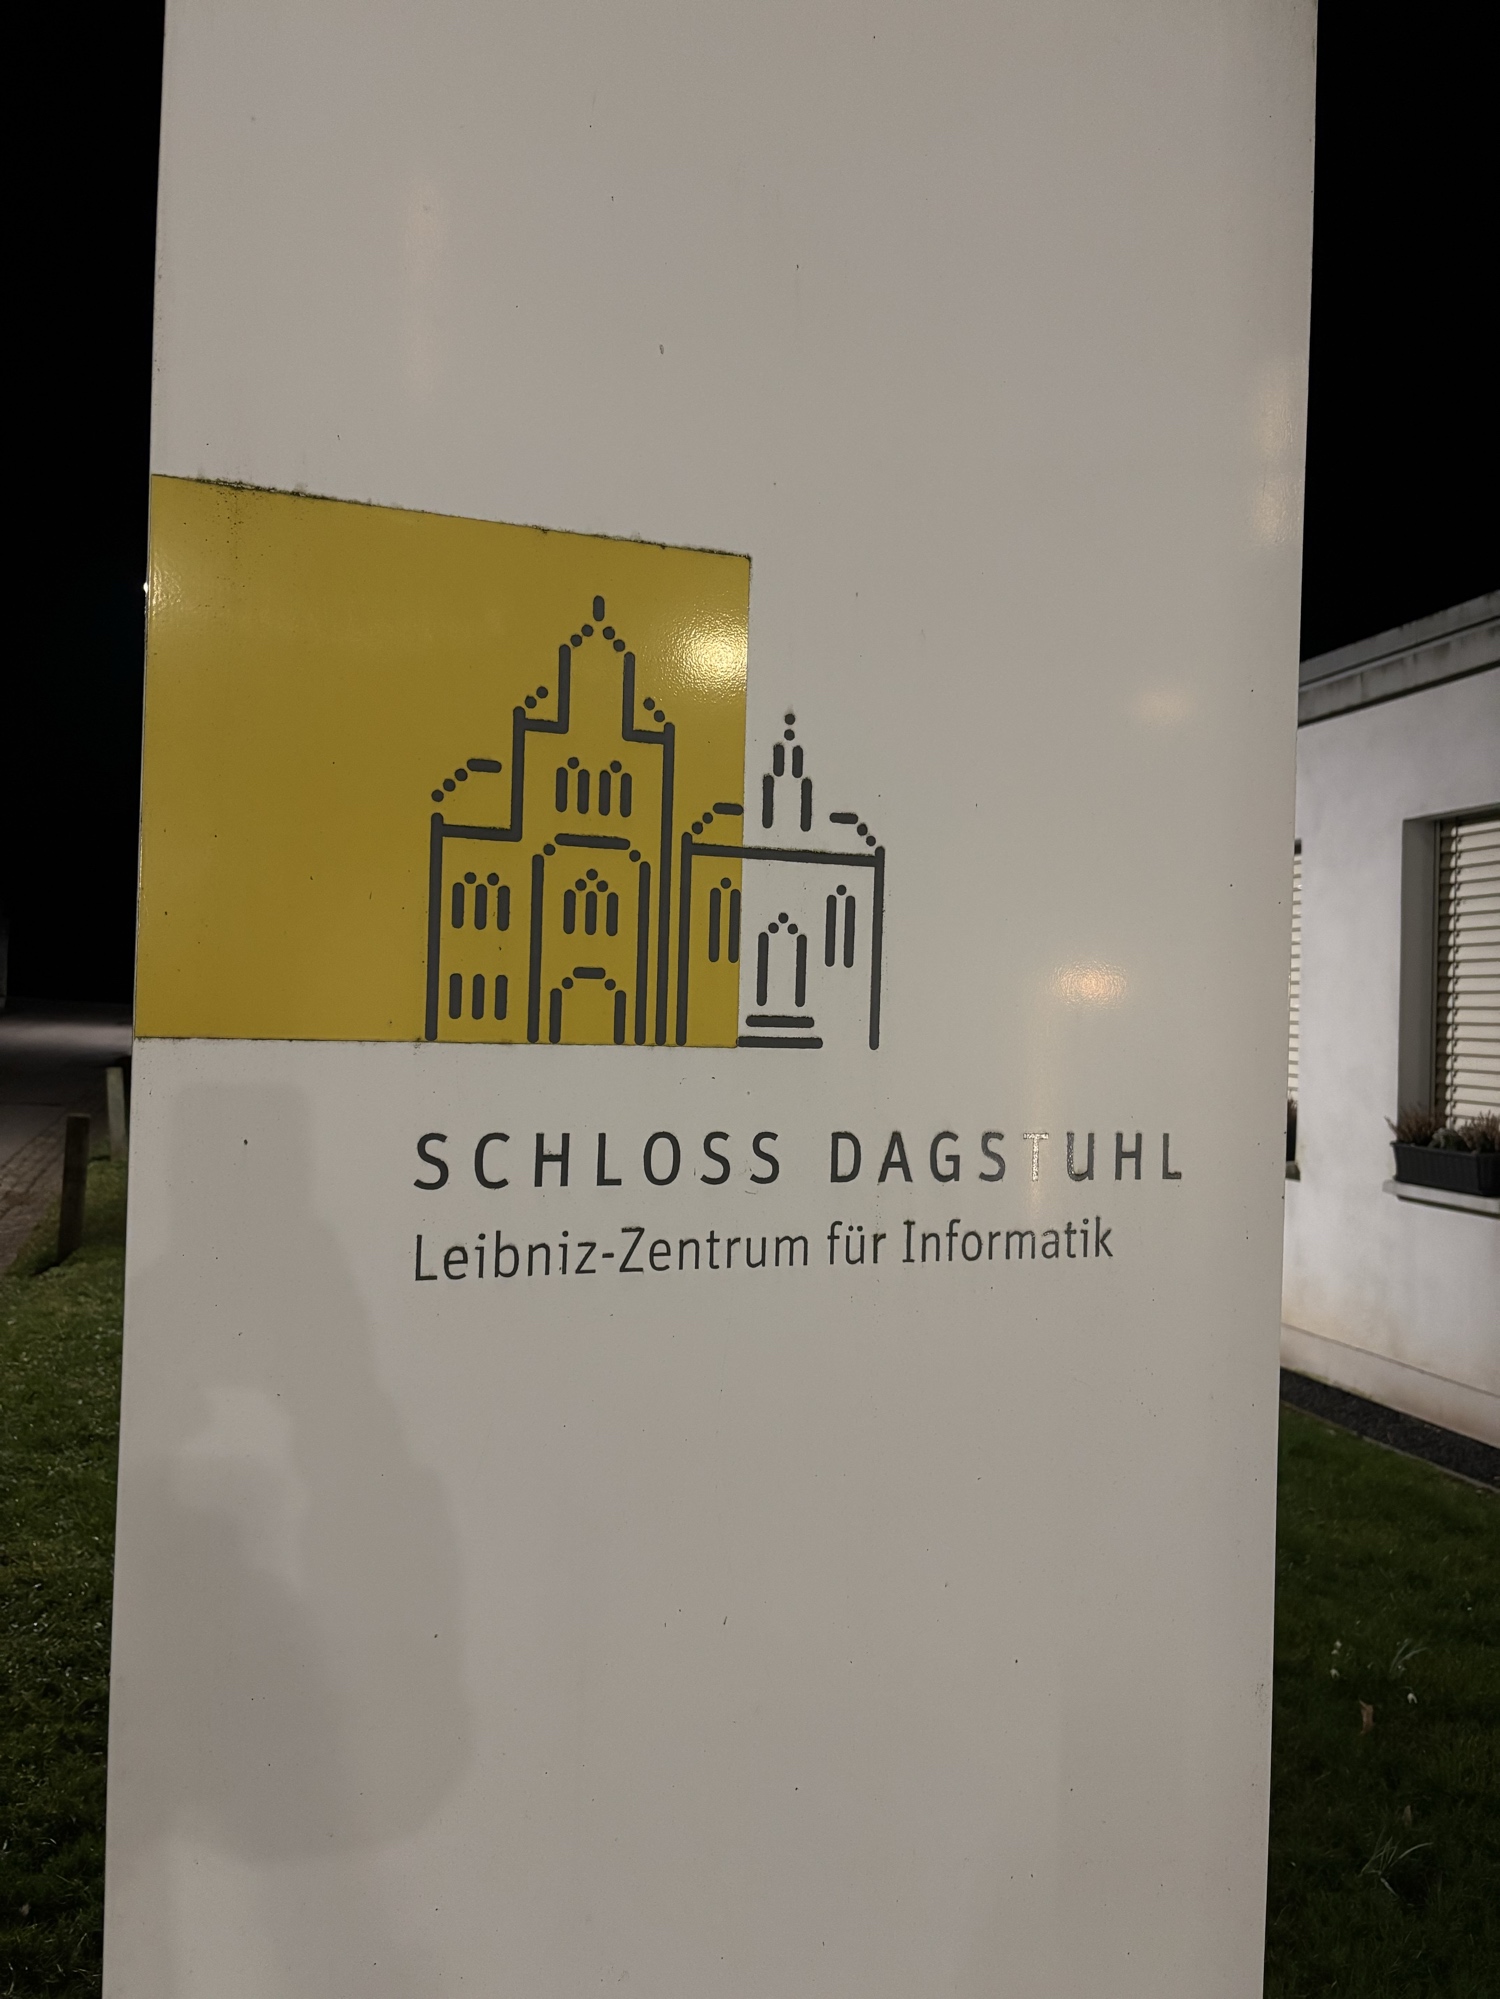 SCHLOSS DAGSTUHL
Leibniz-Zentrum für Informatik